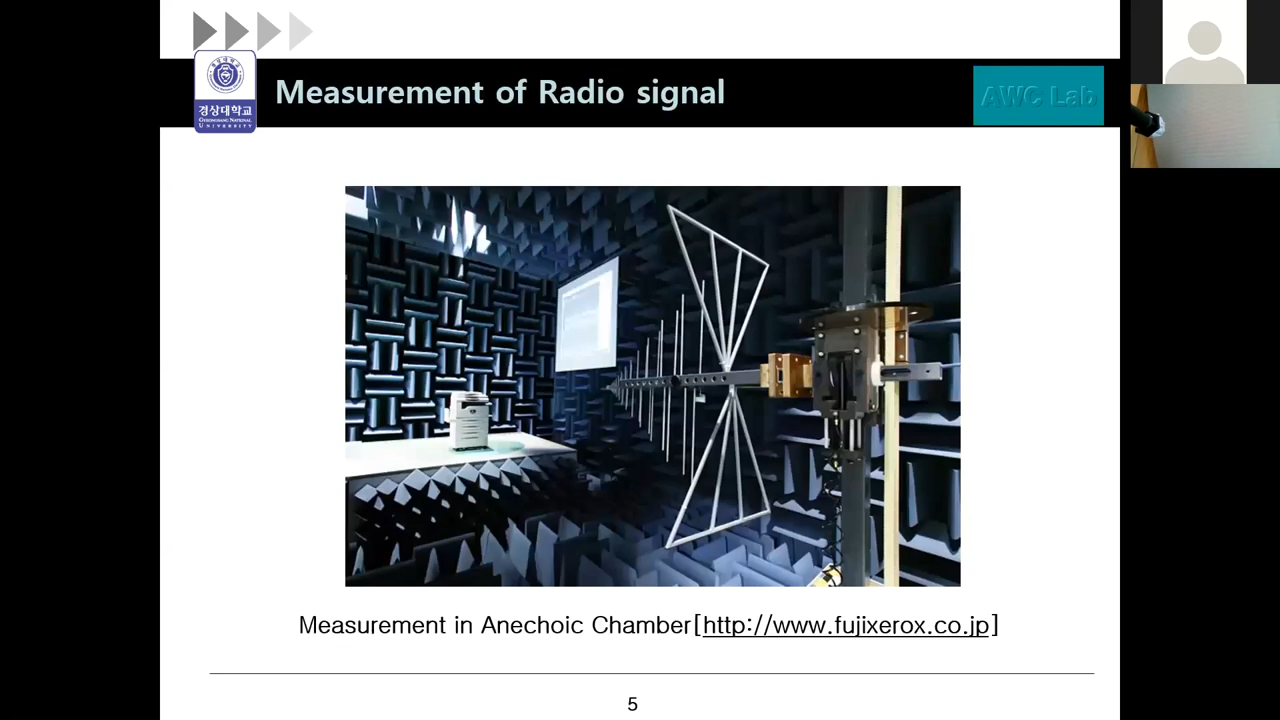 Measurement of Radio signal
AWC Lab
경상대학교
GYEONGSANG NATIONAL
UNIVERSITY
Measurement in Anechoic Chamber[http://www.fujixerox.co.jp]
5